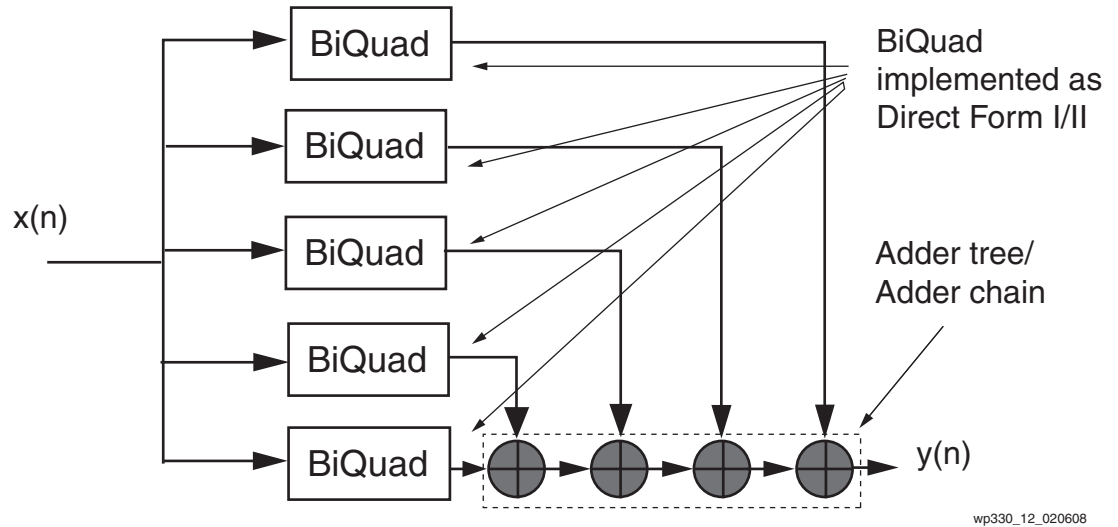 BiQuad
BiQuad
implemented as
Direct Form I/II
BiQuad
x(n)
BiQuad
Adder tree/
Adder chain
BiQuad
BiQuad
y(n)
wp330_12_020608